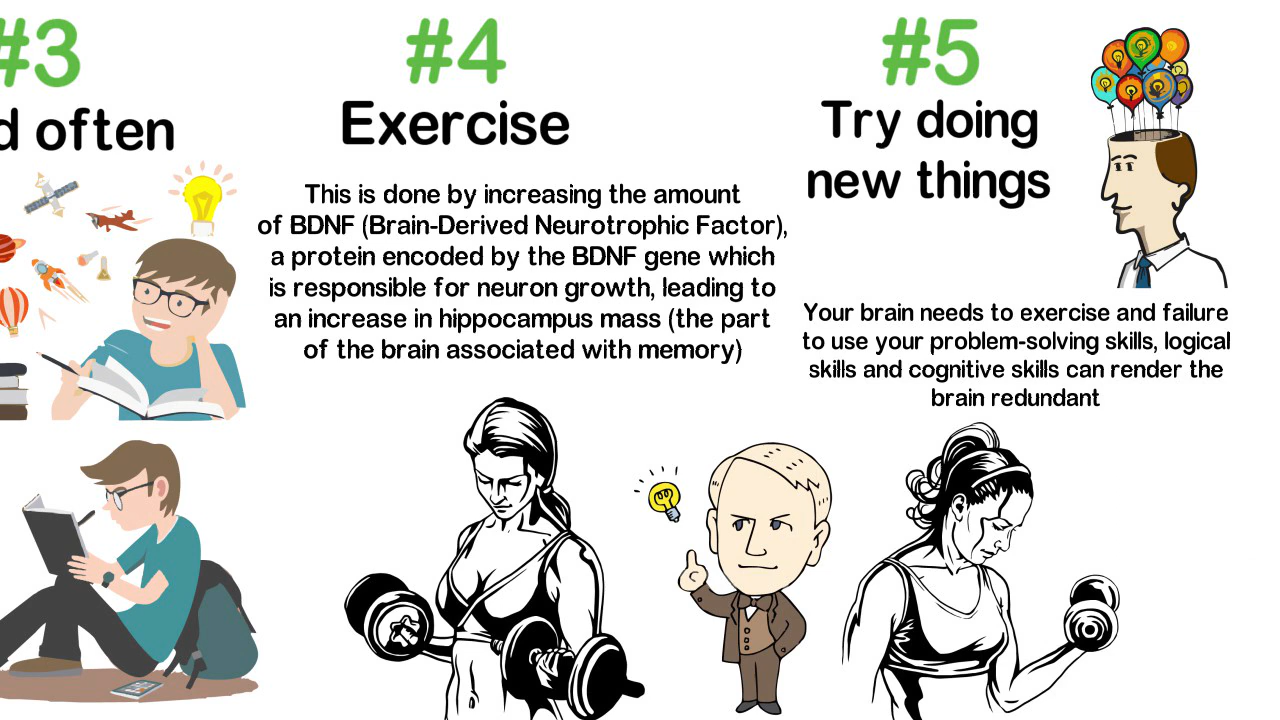 #3
d often
#4
Exercise
This is done by increasing the amount
of BDNF (Brain-Derived Neurotrophic Factor),
a protein encoded by the BDNF gene which
is responsible for neuron growth, leading to
an increase in hippocampus mass (the part
of the brain associated with memory)
#5
Try doing
new things
Your brain needs to exercise and failure
to use your problem-solving skills, logical
skills and cognitive skills can render the
brain redundant